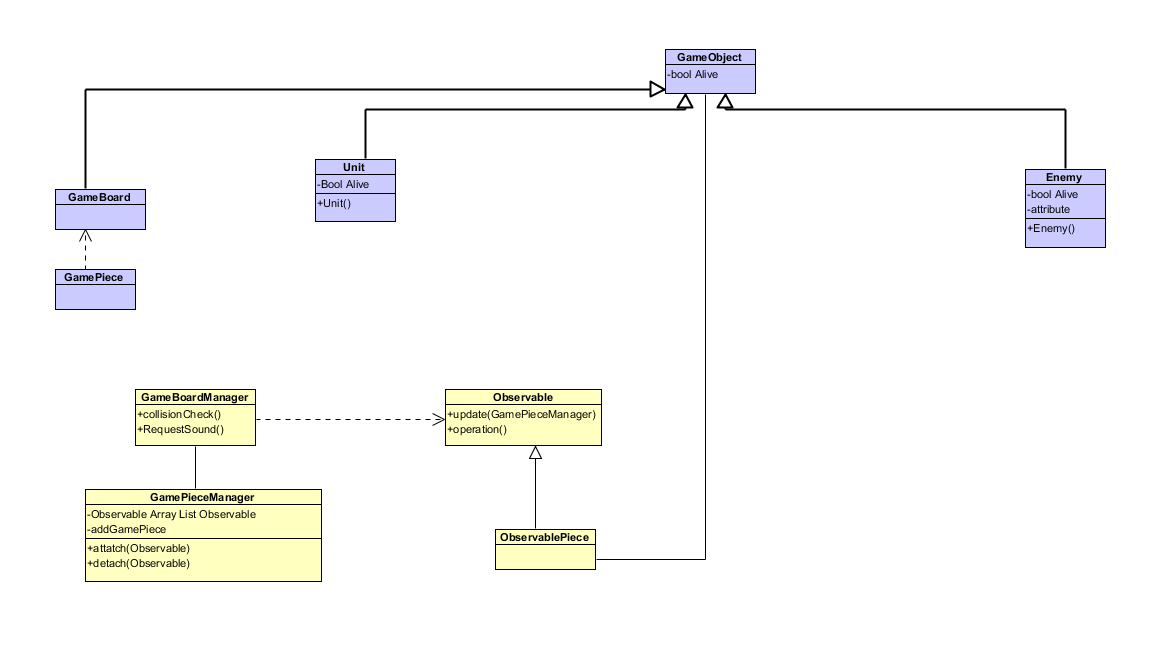 GameObject
-bool Alive
Unit
-Bool Alive
+Unit()
Enemy
-bool Alive
-attribute
+Enemy()
GameBoard
GamePiece
GameBoardManager
+collisionCheck()
+RequestSound()
Observable
+update(GamePieceManager)
+operation()
GamePieceManager
-Observable Array List Observable
-addGamePiece
+attatch(Observable)
+detach(Observable)
ObservablePiece